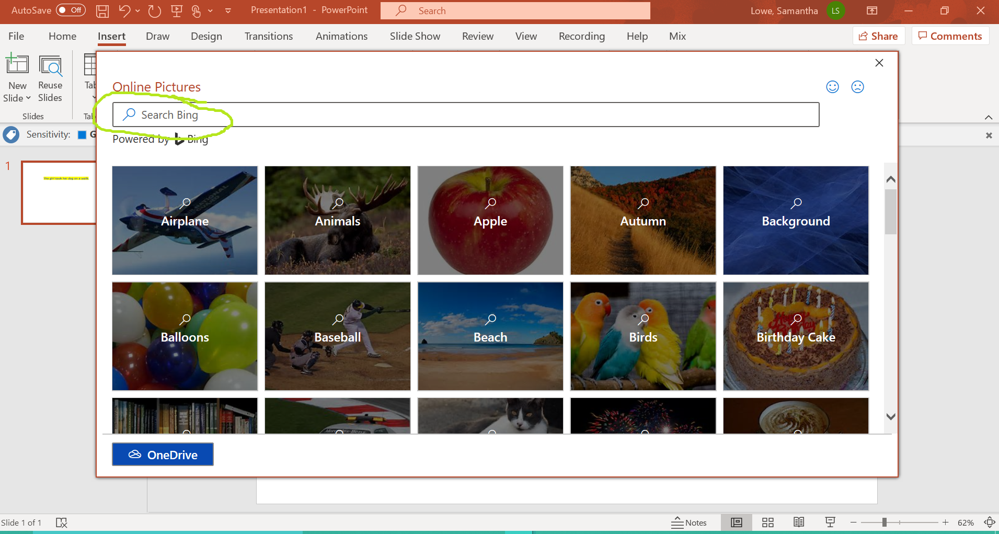 AutoSave Off Presentation1 - PowerPoint Search Lowe, Samantha LS
File Home Insert Draw Design Transitions Animations Slide Show Review View Recording Help Mix Share Comments
New Slide
Reuse Slides
Slides
Online Pictures
Search Bing
Powered by Bing
Sensitivity: G
1
The girl took her dog on a walk.
Airplane Animals Apple Autumn Background
Balloons Baseball Beach Birds Birthday Cake
OneDrive
Slide 1 of 1 Notes 62%